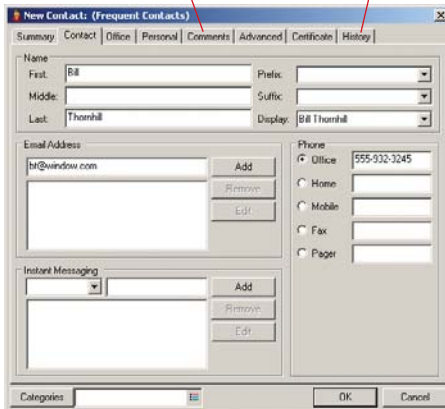 New Contact: (Frequent Contacts)
Summary Contact Office Personal Comments Advanced Certificate History
Name
First: Bill Prefix:
Middle: Suffix:
Last: Thornhill Display: Bill Thornhill
Email Address Phone
bt@window.com Add Office 555-932-3245
Remove Home
Edit Mobile
Fax
Instant Messaging Pager
Add
Remove
Edit
Categories OK Cancel